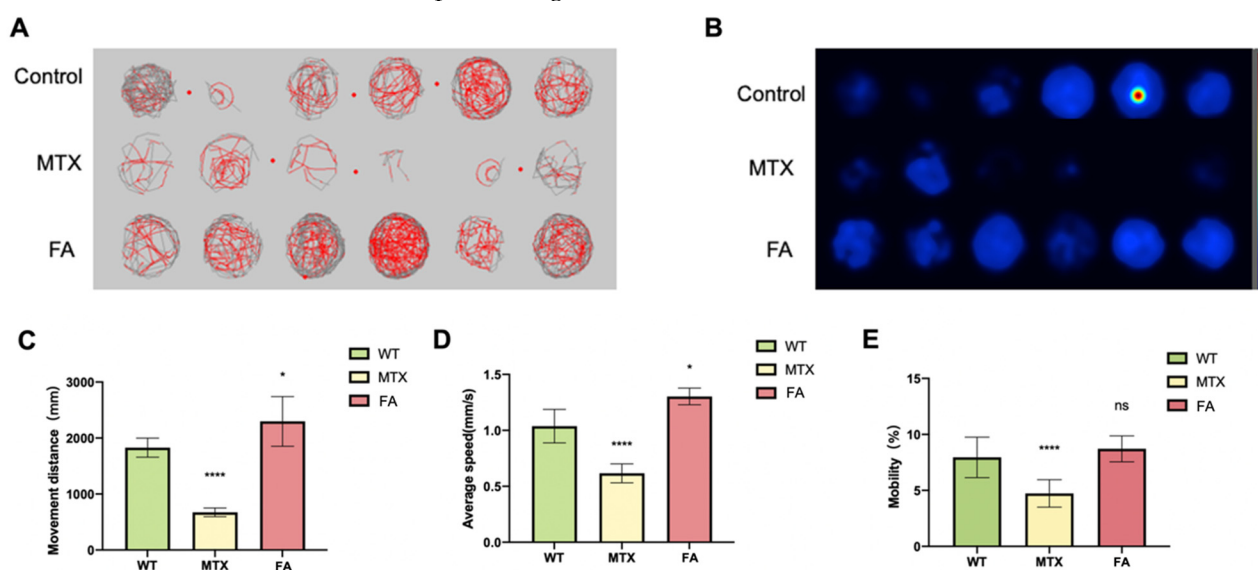 A
Control
MTX
FA
B
Control
MTX
FA
C
WT
MTX
FA
Movement distance (mm)
3000
2000
1000
0
*
****
WT MTX FA
D
WT
MTX
FA
Average speed(mm/s)
1.5
1.0
0.5
0.0
*
****
WT MTX FA
E
WT
MTX
FA
Mobility (%)
15
10
5
0
ns
****
WT MTX FA